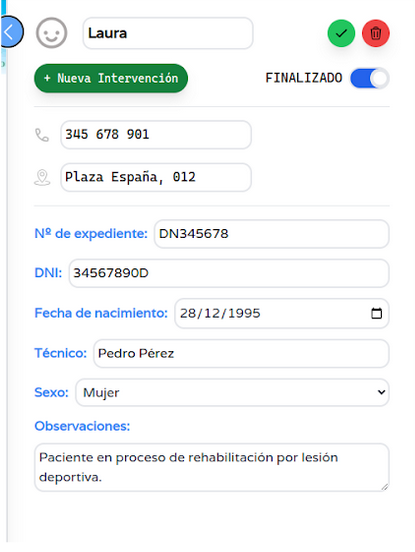 Laura
+ Nueva Intervención
FINALIZADO
345 678 901
Plaza España, 012
Nº de expediente: DN345678
DNI: 34567890D
Fecha de nacimiento: 28/12/1995
Técnico: Pedro Pérez
Sexo: Mujer
Observaciones:
Paciente en proceso de rehabilitación por lesión
deportiva.